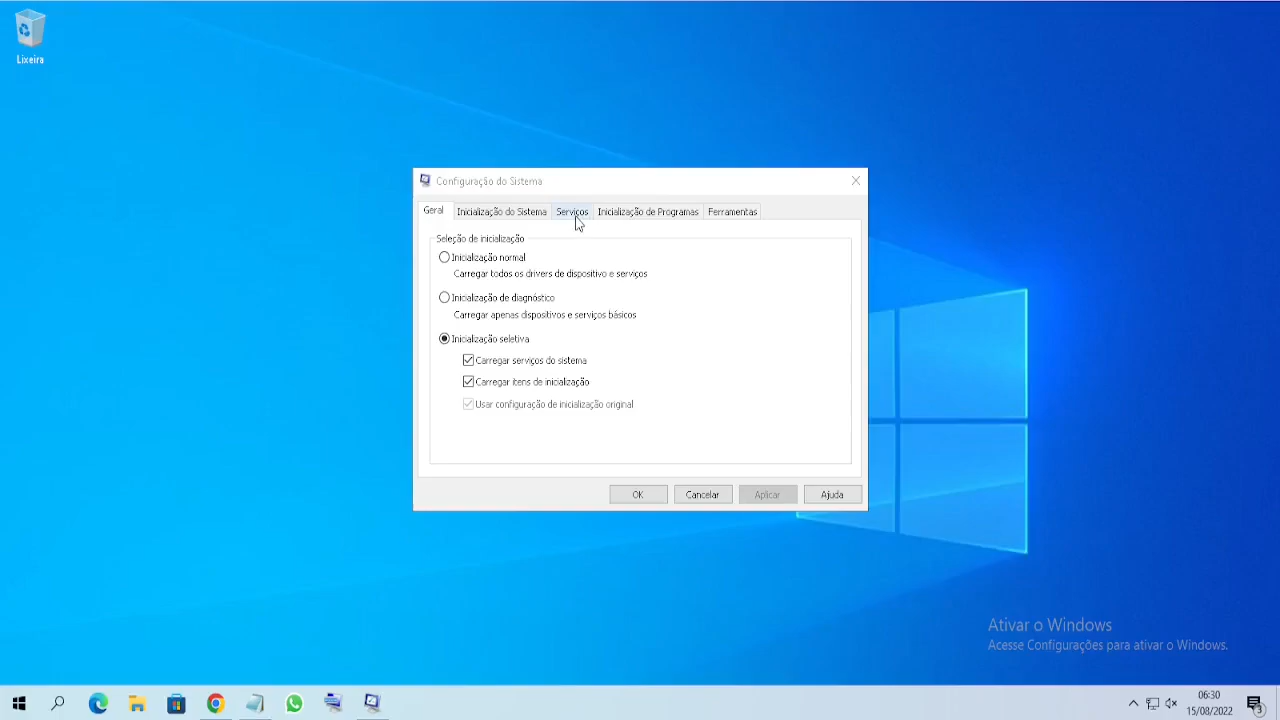 Lixeira
Configuração do Sistema
Geral
Inicialização do Sistema
Serviços
Inicialização de Programas
Ferramentas
Seleção de inicialização
Inicialização normal
Carregar todos os drivers de dispositivo e serviços
Inicialização de diagnóstico
Carregar apenas dispositivos e serviços básicos
Inicialização seletiva
Carregar serviços do sistema
Carregar itens de inicialização
Usar configuração de inicialização original
OK
Cancelar
Aplicar
Ajuda
Ativar o Windows
Acesse Configurações para ativar o Windows.
06:30
15/08/2022
3